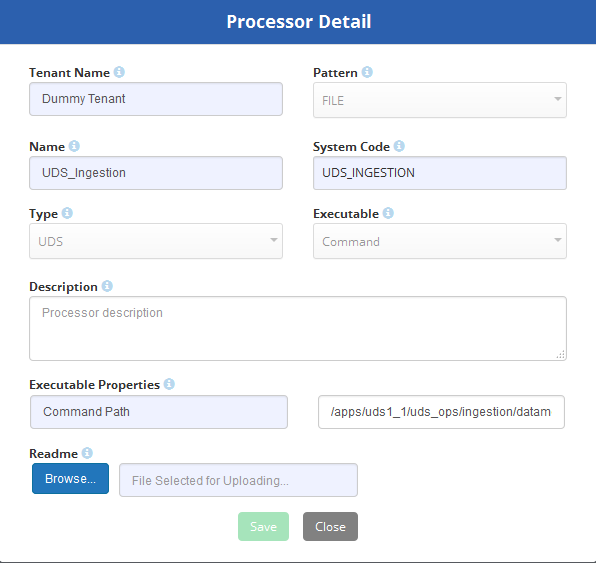 Processor Detail
Tenant Name
Pattern
Dummy Tenant
FILE
Name
System Code
UDS_Ingestion
UDS_INGESTION
Type
Executable
UDS
Command
Description
Processor description
Executable Properties
Command Path
/apps/uds1_1/uds_ops/ingestion/datam
Readme
Browse...
File Selected for Uploading...
Save
Close